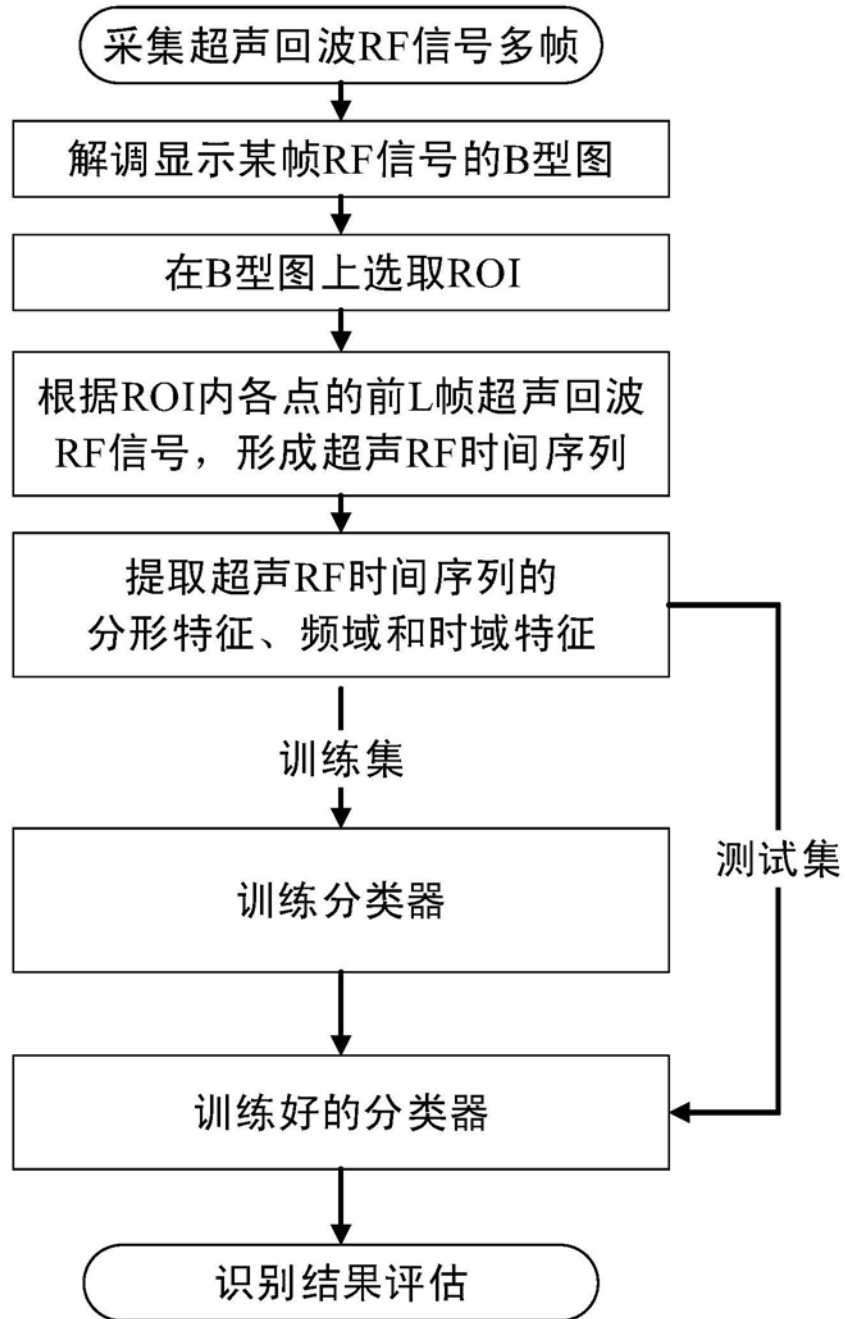 采集超声回波RF信号多帧
解调显示某帧RF信号的B型图
在B型图上选取ROI
根据ROI内各点的前L帧超声回波
RF信号，形成超声RF时间序列
提取超声RF时间序列的
分形特征、频域和时域特征
训练集
训练分类器
测试集
训练好的分类器
识别结果评估